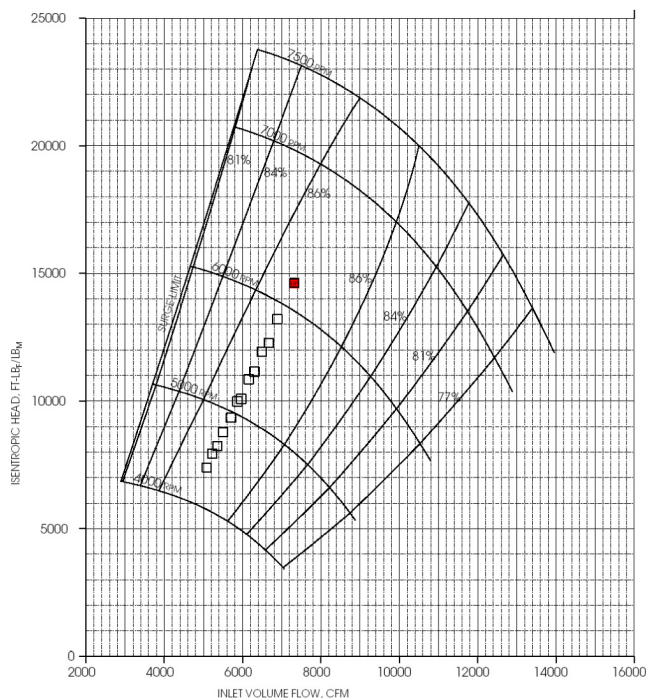 25000
20000
15000
10000
5000
0
ISENTROPIC HEAD, FT-LBF/LBM
SURGE LIMIT
7500 RPM
7000 RPM
6000 RPM
5000 RPM
4000 RPM
81%
84%
86%
86%
84%
81%
77%
2000 4000 6000 8000 10000 12000 14000 16000
INLET VOLUME FLOW, CFM